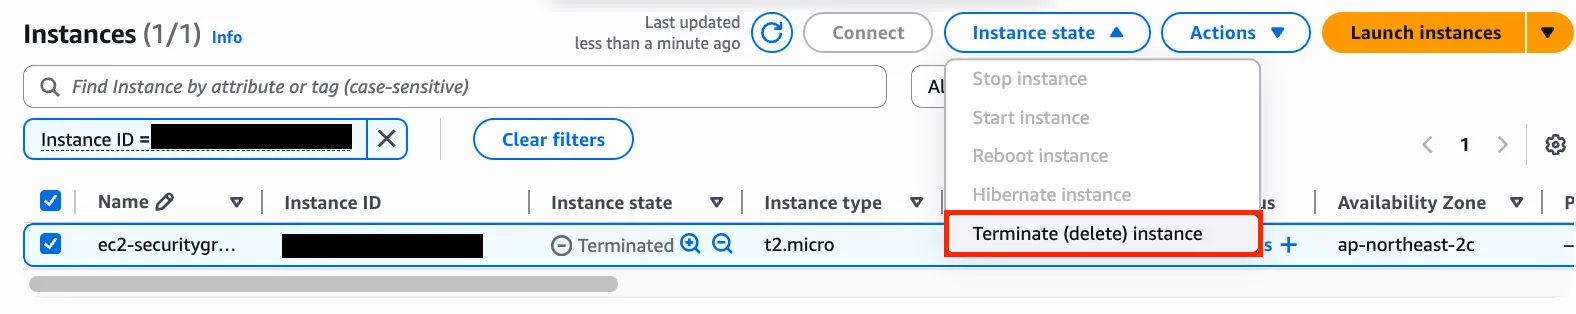 Instances (1/1) Info
Last updated
less than a minute ago
Connect
Instance state
Actions
Launch instances
Find Instance by attribute or tag (case-sensitive)
Al
Stop instance
Start instance
Reboot instance
Hibernate instance
Terminate (delete) instance
Instance ID =
Clear filters
1
Name
Instance ID
Instance state
Instance type
us
Availability Zone
P
ec2-securitygr...
Terminated
t2.micro
s +
ap-northeast-2c
–